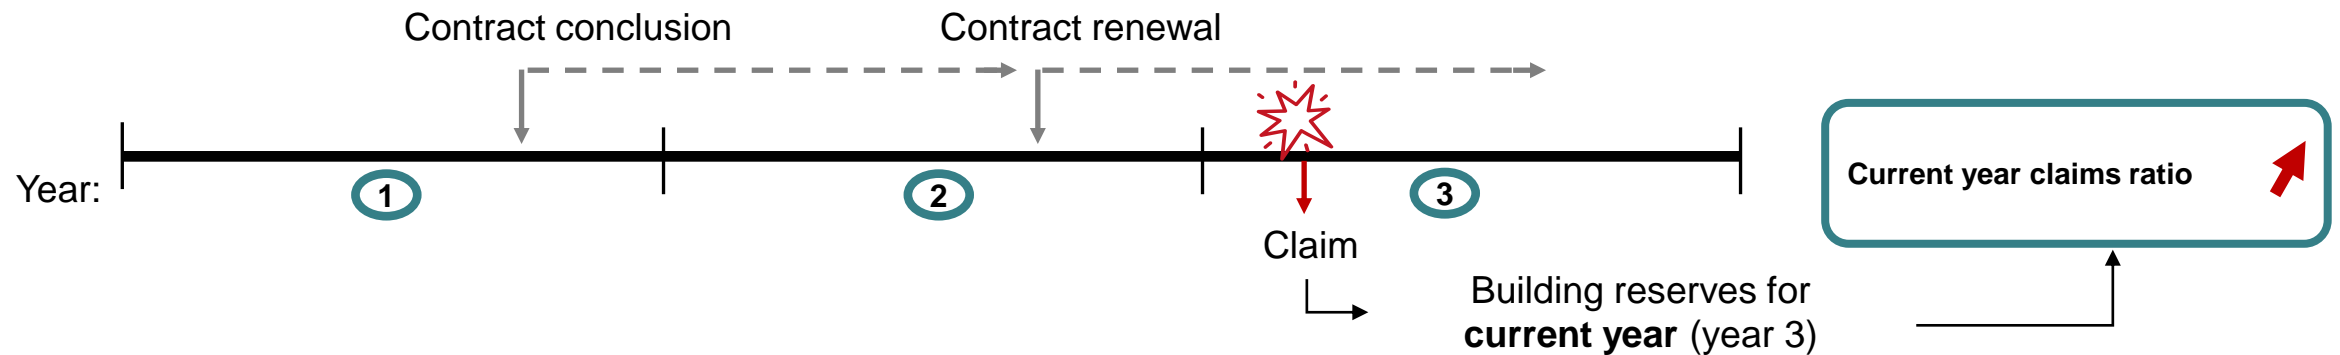 Contract conclusion
Contract renewal
Year:
1
2
3
Current year claims ratio
Claim
Building reserves for
current year (year 3)